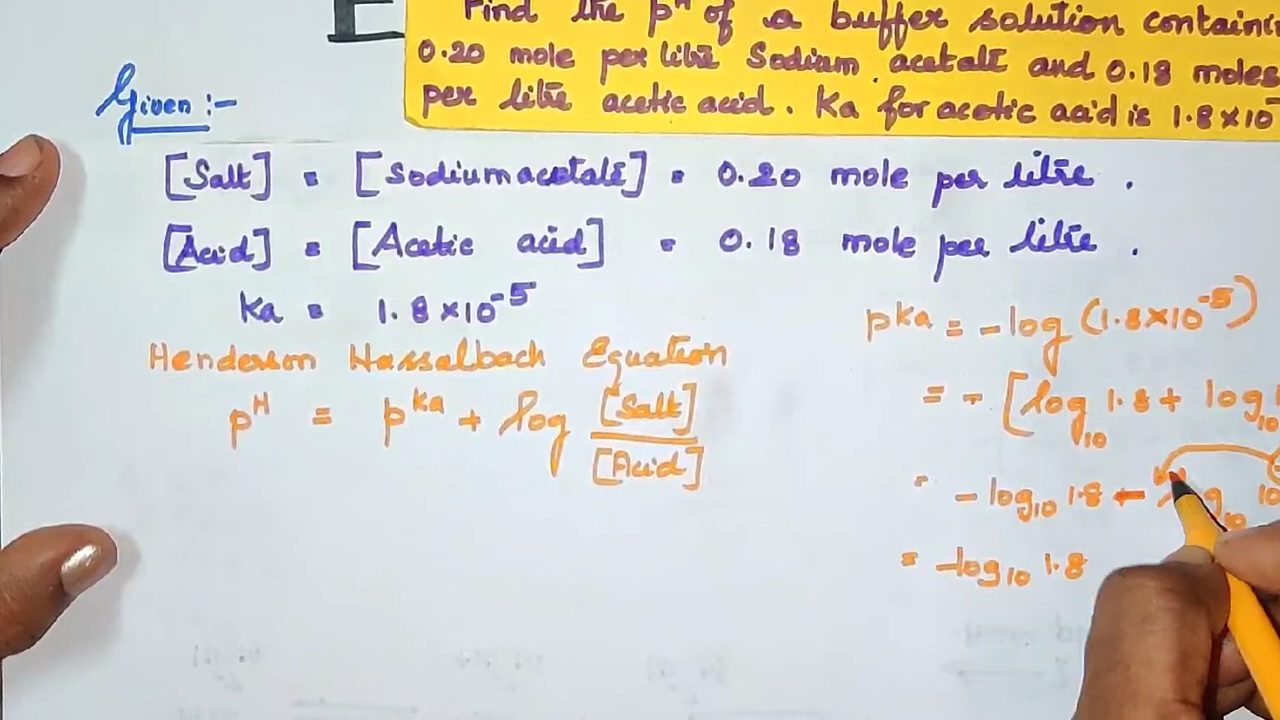 Find the pH of a buffer solution containi
0.20 mole per litre Sodium acetate and 0.18 moles
per litre acetic acid. Ka for acetic acid is 1.8×10
Given :-
[Salt] = [Sodium acetate] = 0.20 mole per litre.
[Acid] = [Acetic acid] = 0.18 mole per litre.
Ka = 1.8×10⁻⁵
Henderson Hasselbach Equation
pH = pKa + log [Salt]
[Acid]
pKa = -log (1.8×10⁻⁵)
= - [log₁₀ 1.8 + log₁₀
= -log₁₀ 1.8 -
= -log₁₀ 1.8